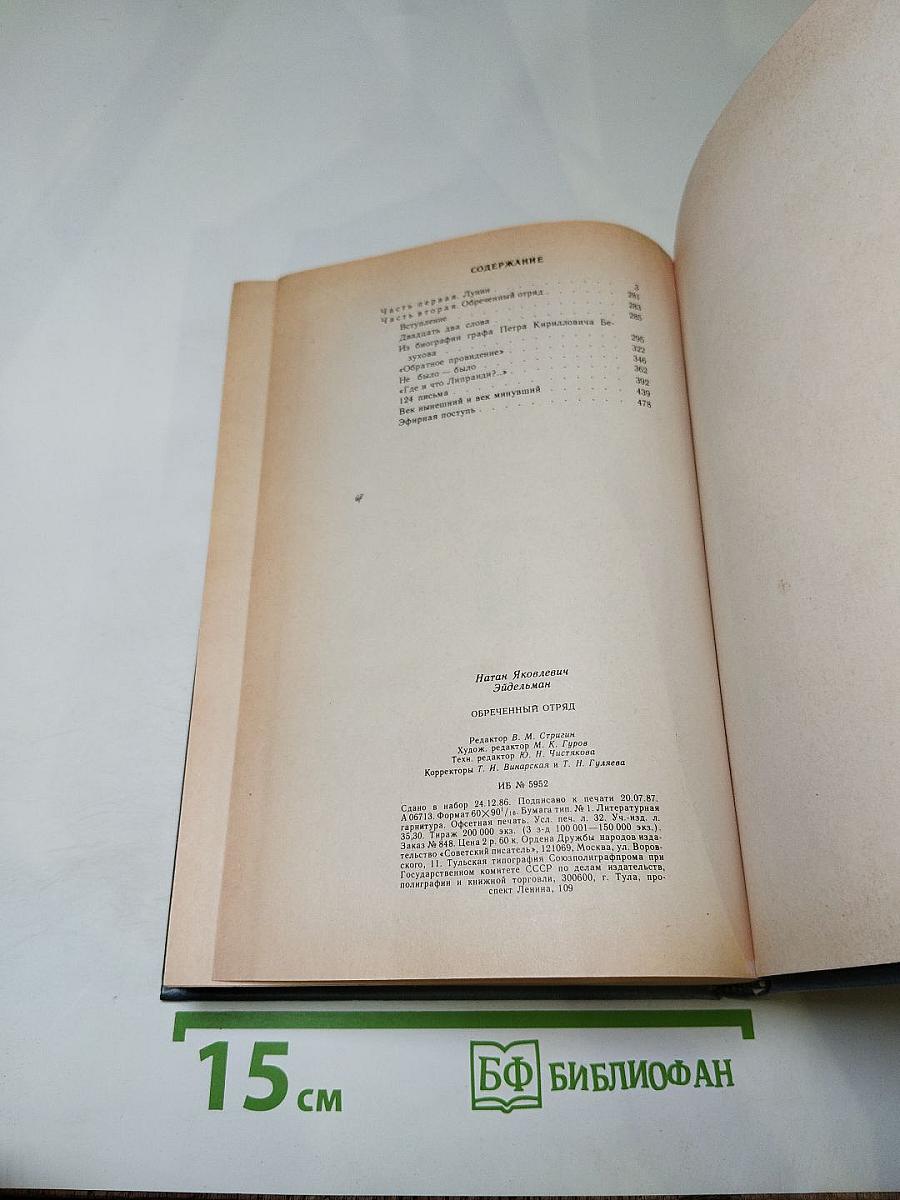 СОДЕРЖАНИЕ
Часть первая. Лунин . . . 3
Часть вторая. Обреченный отряд . . . 281
Вступление . . . 283
Двадцать два слова . . . 285
Из биографии графа Петра Кирилловича Бе-
зухова . . . 295
«Обратное провидение» . . . 322
Не было — было . . . 346
«Где и что Липранди?..» . . . 362
124 письма . . . 392
Век нынешний и век минувший . . . 439
Эфирная поступь . . . 478
Натан Яковлевич
Эйдельман
ОБРЕЧЕННЫЙ ОТРЯД
Редактор В. М. Стригин
Худож. редактор М. К. Гуров
Техн. редактор Ю. Н. Чистякова
Корректоры Т. И. Винарская и Т. Н. Гуляева
ИБ № 5952
Сдано в набор 24.12.86. Подписано к печати 20.07.87.
А 06713. Формат 60×90¹/₁₆. Бумага тип. № 1. Литературная
гарнитура. Офсетная печать. Усл. печ. л. 32. Уч.-изд. л.
35,30. Тираж 200 000 экз. (3 з-д 100 001—150 000 экз.).
Заказ № 848. Цена 2 р. 60 к. Ордена Дружбы народов изда-
тельство «Советский писатель», 121069, Москва, ул. Воров-
ского, 11. Тульская типография Союзполиграфпрома при
Государственном комитете СССР по делам издательств,
полиграфии и книжной торговли, 300600, г. Тула, про-
спект Ленина, 109
15 см
БФ БИБЛИОФАН